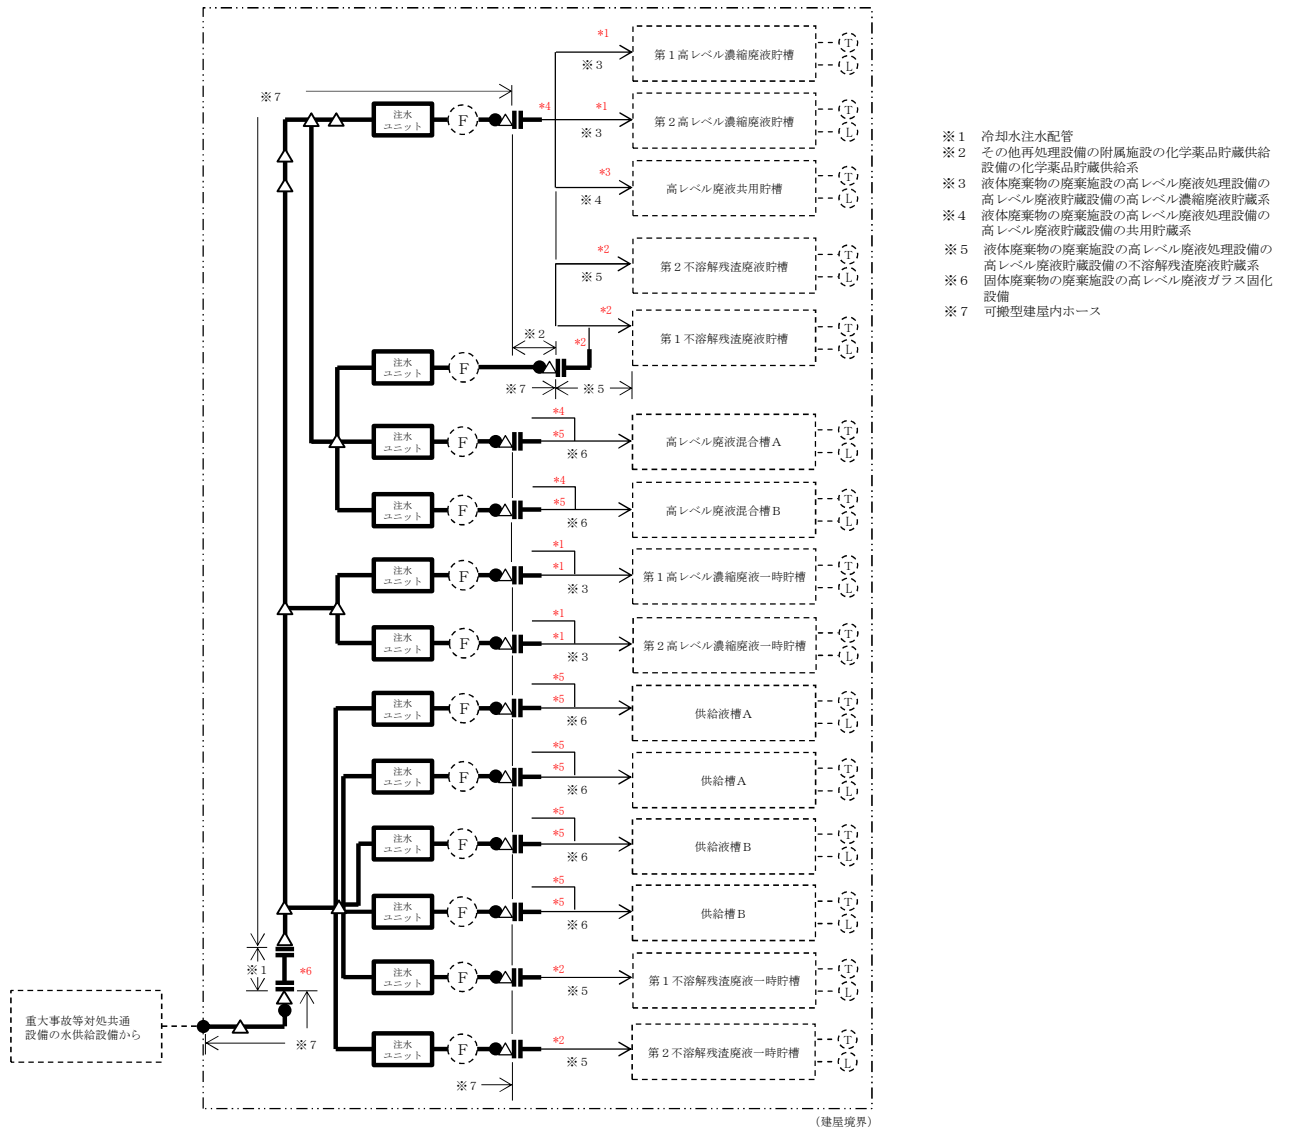 *1
第１高レベル濃縮廃液貯槽
T
※３
L
※７
*4
*1
注水
ユニット
F
第２高レベル濃縮廃液貯槽
T
※３
L
*3
高レベル廃液共用貯槽
T
※４
L
*2
第２不溶解残渣廃液貯槽
T
※５
L
*2
第１不溶解残渣廃液貯槽
T
※２
*2
L
注水
ユニット
F
※７
※５
*4
注水
ユニット
F
*5
高レベル廃液混合槽Ａ
T
※６
L
*4
注水
ユニット
F
*5
高レベル廃液混合槽Ｂ
T
※６
L
*1
注水
ユニット
F
*1
第１高レベル濃縮廃液一時貯槽
T
※３
L
*1
注水
ユニット
F
*1
第２高レベル濃縮廃液一時貯槽
T
※３
L
*5
注水
ユニット
F
*5
供給液槽Ａ
T
※６
L
*5
注水
ユニット
F
*5
供給槽Ａ
T
※６
L
*5
注水
ユニット
F
*5
供給液槽Ｂ
T
※６
L
*5
注水
ユニット
F
*5
供給槽Ｂ
T
※６
L
※１
*6
*2
注水
ユニット
F
第１不溶解残渣廃液一時貯槽
T
※５
L
重大事故等対処共通
設備の水供給設備から
※７
*2
注水
ユニット
F
第２不溶解残渣廃液一時貯槽
T
※５
L
※７
（建屋境界）
※１　冷却水注水配管
※２　その他再処理設備の附属施設の化学薬品貯蔵供給
設備の化学薬品貯蔵供給系
※３　液体廃棄物の廃棄施設の高レベル廃液処理設備の
高レベル廃液貯蔵設備の高レベル濃縮廃液貯蔵系
※４　液体廃棄物の廃棄施設の高レベル廃液処理設備の
高レベル廃液貯蔵設備の共用貯蔵系
※５　液体廃棄物の廃棄施設の高レベル廃液処理設備の
高レベル廃液貯蔵設備の不溶解残渣廃液貯蔵系
※６　固体廃棄物の廃棄施設の高レベル廃液ガラス固化
設備
※７　可搬型建屋内ホース